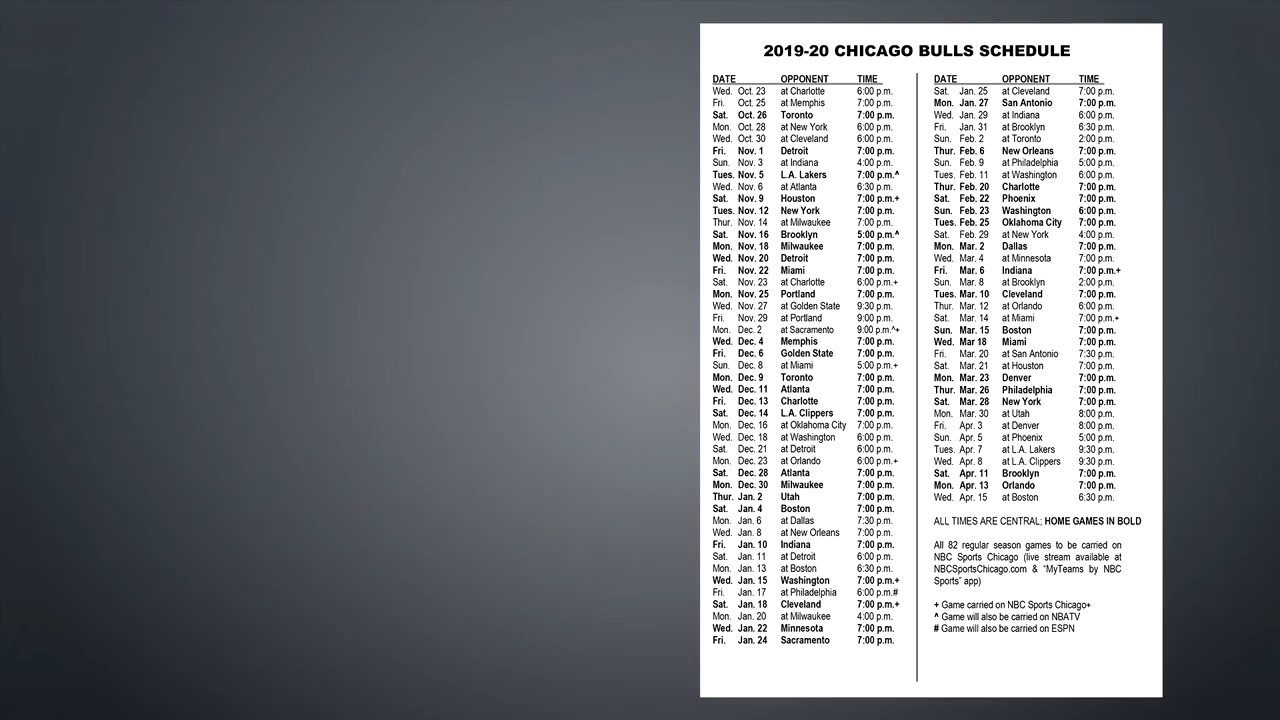 2019-20 CHICAGO BULLS SCHEDULE
DATE OPPONENT TIME
Wed. Oct. 23 at Charlotte 6:00 p.m.
Fri. Oct. 25 at Memphis 7:00 p.m.
Sat. Oct. 26 Toronto 7:00 p.m.
Mon. Oct. 28 at New York 6:00 p.m.
Wed. Oct. 30 at Cleveland 6:00 p.m.
Fri. Nov. 1 Detroit 7:00 p.m.
Sun. Nov. 3 at Indiana 4:00 p.m.
Tues. Nov. 5 L.A. Lakers 7:00 p.m.^
Wed. Nov. 6 at Atlanta 6:30 p.m.
Sat. Nov. 9 Houston 7:00 p.m.+
Tues. Nov. 12 New York 7:00 p.m.
Thur. Nov. 14 at Milwaukee 7:00 p.m.
Sat. Nov. 16 Brooklyn 5:00 p.m.^
Mon. Nov. 18 Milwaukee 7:00 p.m.
Wed. Nov. 20 Detroit 7:00 p.m.
Fri. Nov. 22 Miami 7:00 p.m.
Sat. Nov. 23 at Charlotte 6:00 p.m.+
Mon. Nov. 25 Portland 7:00 p.m.
Wed. Nov. 27 at Golden State 9:30 p.m.
Fri. Nov. 29 at Portland 9:00 p.m.
Mon. Dec. 2 at Sacramento 9:00 p.m.^+
Wed. Dec. 4 Memphis 7:00 p.m.
Fri. Dec. 6 Golden State 7:00 p.m.
Sun. Dec. 8 at Miami 5:00 p.m.+
Mon. Dec. 9 Toronto 7:00 p.m.
Wed. Dec. 11 Atlanta 7:00 p.m.
Fri. Dec. 13 Charlotte 7:00 p.m.
Sat. Dec. 14 L.A. Clippers 7:00 p.m.
Mon. Dec. 16 at Oklahoma City 7:00 p.m.
Wed. Dec. 18 at Washington 6:00 p.m.
Sat. Dec. 21 at Detroit 6:00 p.m.
Mon. Dec. 23 at Orlando 6:00 p.m.+
Sat. Dec. 28 Atlanta 7:00 p.m.
Mon. Dec. 30 Milwaukee 7:00 p.m.
Thur. Jan. 2 Utah 7:00 p.m.
Sat. Jan. 4 Boston 7:00 p.m.
Mon. Jan. 6 at Dallas 7:30 p.m.
Wed. Jan. 8 at New Orleans 7:00 p.m.
Fri. Jan. 10 Indiana 7:00 p.m.
Sat. Jan. 11 at Detroit 6:00 p.m.
Mon. Jan. 13 at Boston 6:30 p.m.
Wed. Jan. 15 Washington 7:00 p.m.+
Fri. Jan. 17 at Philadelphia 6:00 p.m.#
Sat. Jan. 18 Cleveland 7:00 p.m.+
Mon. Jan. 20 at Milwaukee 4:00 p.m.
Wed. Jan. 22 Minnesota 7:00 p.m.
Fri. Jan. 24 Sacramento 7:00 p.m.
DATE OPPONENT TIME
Sat. Jan. 25 at Cleveland 7:00 p.m.
Mon. Jan. 27 San Antonio 7:00 p.m.
Wed. Jan. 29 at Indiana 6:00 p.m.
Fri. Jan. 31 at Brooklyn 6:30 p.m.
Sun. Feb. 2 at Toronto 2:00 p.m.
Thur. Feb. 6 New Orleans 7:00 p.m.
Sun. Feb. 9 at Philadelphia 5:00 p.m.
Tues. Feb. 11 at Washington 6:00 p.m.
Thur. Feb. 20 Charlotte 7:00 p.m.
Sat. Feb. 22 Phoenix 7:00 p.m.
Sun. Feb. 23 Washington 6:00 p.m.
Tues. Feb. 25 Oklahoma City 7:00 p.m.
Sat. Feb. 29 at New York 4:00 p.m.
Mon. Mar. 2 Dallas 7:00 p.m.
Wed. Mar. 4 at Minnesota 7:00 p.m.
Fri. Mar. 6 Indiana 7:00 p.m.+
Sun. Mar. 8 at Brooklyn 2:00 p.m.
Tues. Mar. 10 Cleveland 7:00 p.m.
Thur. Mar. 12 at Orlando 6:00 p.m.
Sat. Mar. 14 at Miami 7:00 p.m.+
Sun. Mar. 15 Boston 7:00 p.m.
Wed. Mar 18 Miami 7:00 p.m.
Fri. Mar. 20 at San Antonio 7:30 p.m.
Sat. Mar. 21 at Houston 7:00 p.m.
Mon. Mar. 23 Denver 7:00 p.m.
Thur. Mar. 26 Philadelphia 7:00 p.m.
Sat. Mar. 28 New York 7:00 p.m.
Mon. Mar. 30 at Utah 8:00 p.m.
Fri. Apr. 3 at Denver 8:00 p.m.
Sun. Apr. 5 at Phoenix 5:00 p.m.
Tues. Apr. 7 at L.A. Lakers 9:30 p.m.
Wed. Apr. 8 at L.A. Clippers 9:30 p.m.
Sat. Apr. 11 Brooklyn 7:00 p.m.
Mon. Apr. 13 Orlando 7:00 p.m.
Wed. Apr. 15 at Boston 6:30 p.m.
ALL TIMES ARE CENTRAL; HOME GAMES IN BOLD
All 82 regular season games to be carried on
NBC Sports Chicago (live stream available at
NBCSportsChicago.com & "MyTeams by NBC
Sports" app)
+ Game carried on NBC Sports Chicago+
^ Game will also be carried on NBATV
# Game will also be carried on ESPN